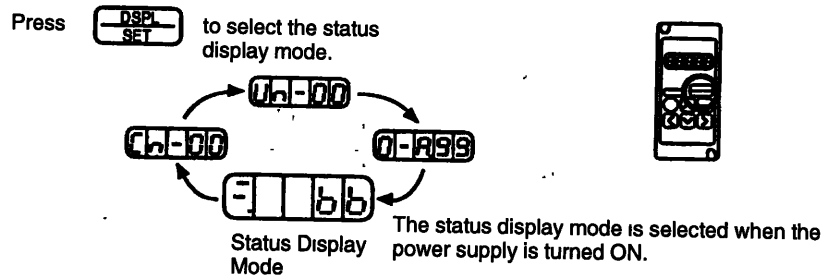 Press DSPL SET to select the status
display mode.
Un-00
Cn-00
0-A99
bb
Status Display
Mode
The status display mode is selected when the
power supply is turned ON.